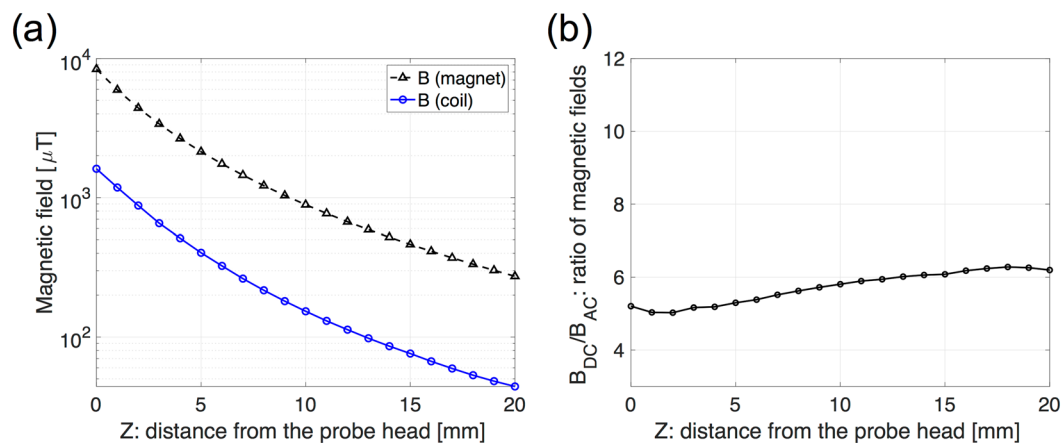 (a)
10^4
10^3
10^2
Magnetic field [μT]
B (magnet)
B (coil)
0 5 10 15 20
Z: distance from the probe head [mm]
(b)
12
10
8
6
4
B_DC/B_AC: ratio of magnetic fields
0 5 10 15 20
Z: distance from the probe head [mm]